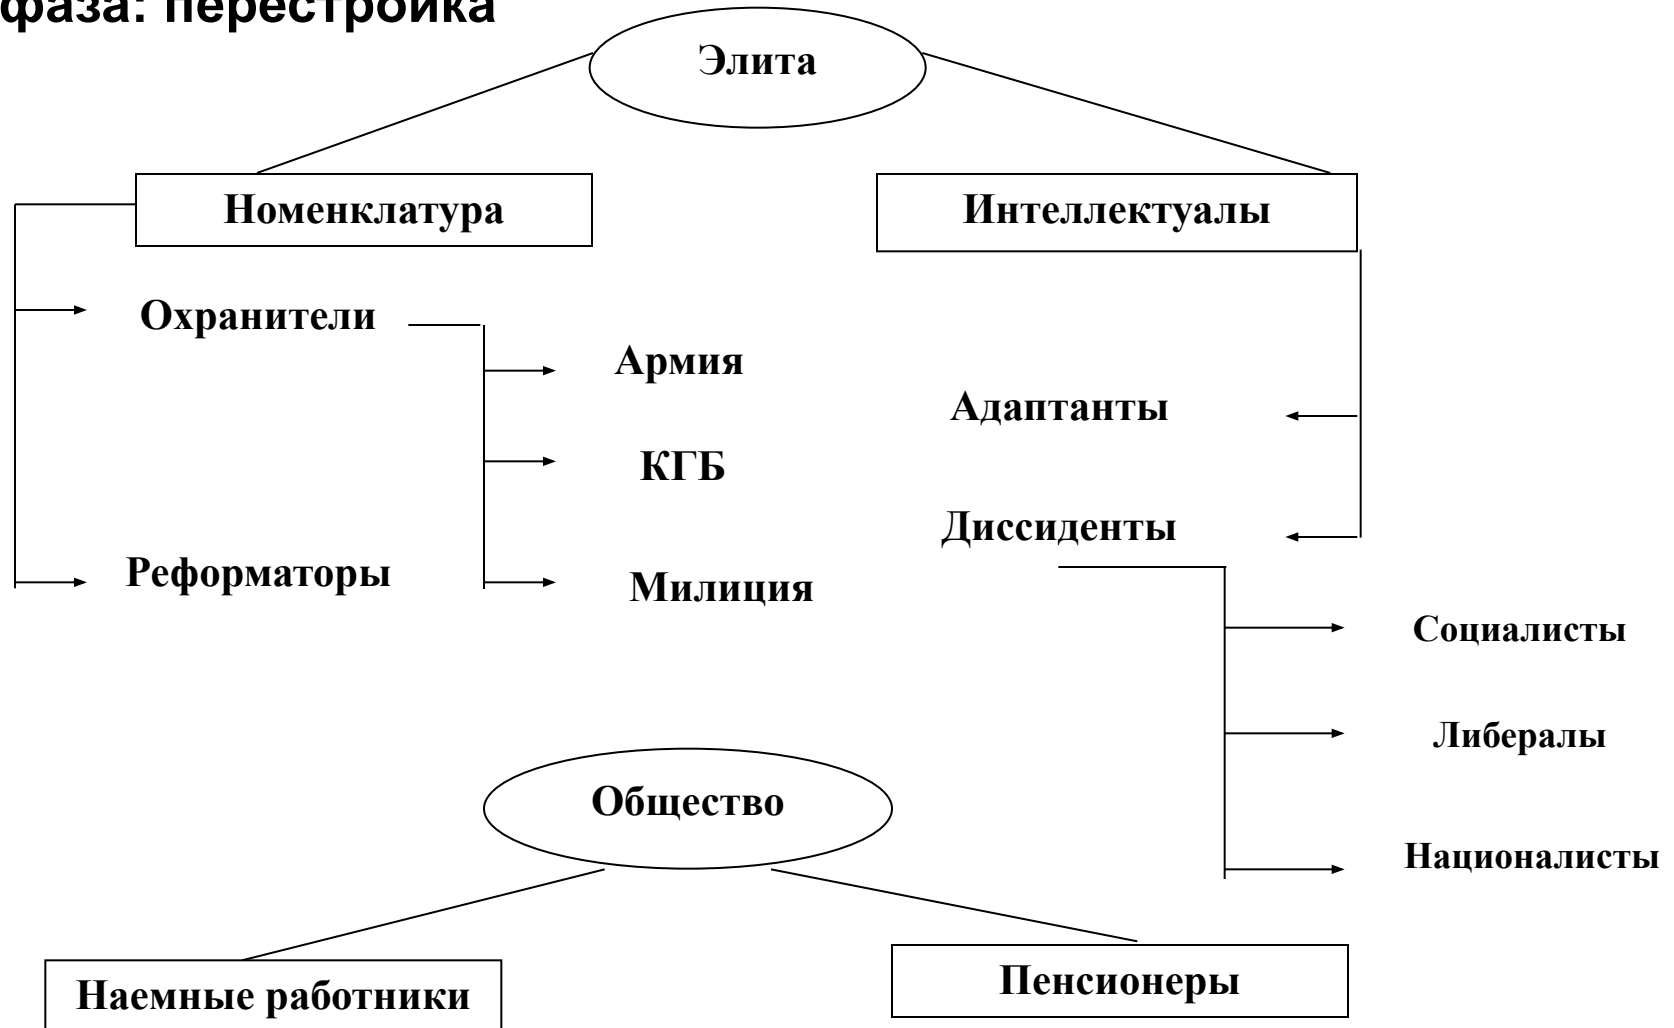 фаза: перестройка
Элита
Номенклатура
Интеллектуалы
Охранители
Армия
Адаптанты
КГБ
Диссиденты
Реформаторы
Милиция
Социалисты
Либералы
Общество
Националисты
Пенсионеры
Наемные работники